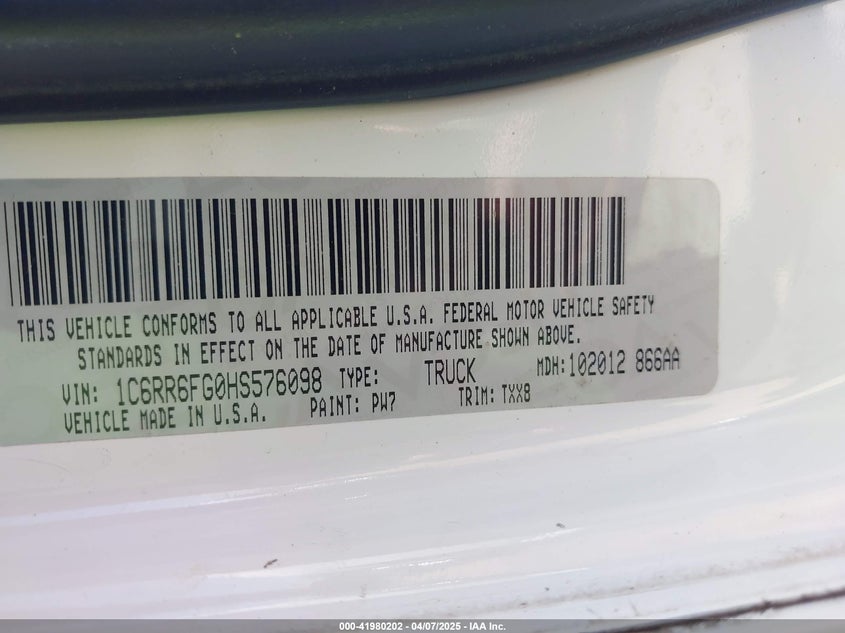 THIS VEHICLE CONFORMS TO ALL APPLICABLE U.S.A. FEDERAL MOTOR VEHICLE SAFETY
STANDARDS IN EFFECT ON THE DATE OF MANUFACTURE SHOWN ABOVE.
VIN: 1C6RR6FG0HS576098 TYPE: TRUCK MDH:102012 866AA
VEHICLE MADE IN U.S.A. PAINT: PW7 TRIM: TXX8
000-41980202 - 04/07/2025 - IAA Inc.